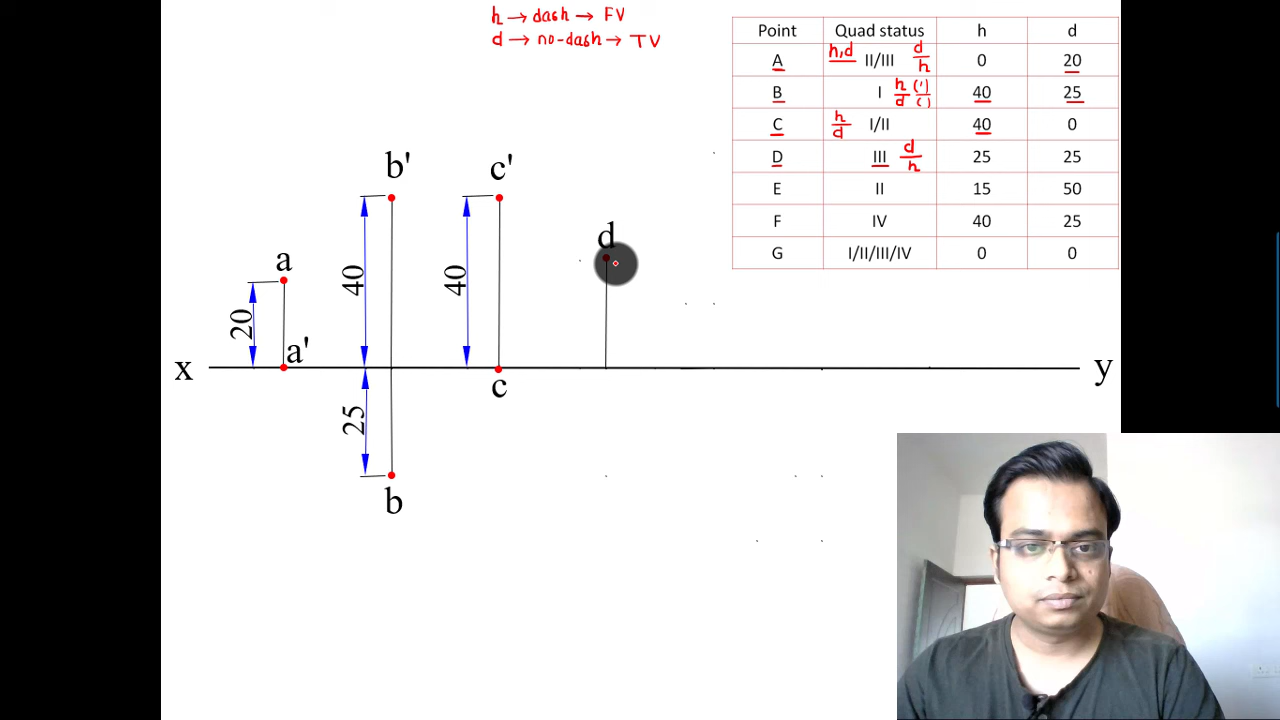 h → dash → FV
d → no-dash → TV
Point Quad status h d
A h,d II/III d/h 0 20
B I h/d (')/( ) 40 25
C h/d I/II 40 0
D III d/h 25 25
E II 15 50
F IV 40 25
G I/II/III/IV 0 0
b' c'
d
a
40 40
20
a'
x y
c
25
b